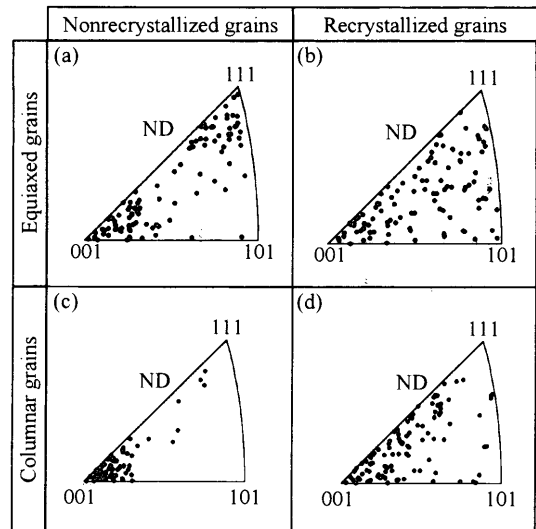 Nonrecrystallized grains
Recrystallized grains
Equiaxed grains
(a)
111
ND
001
101
(b)
111
ND
001
101
Columnar grains
(c)
111
ND
001
101
(d)
111
ND
001
101